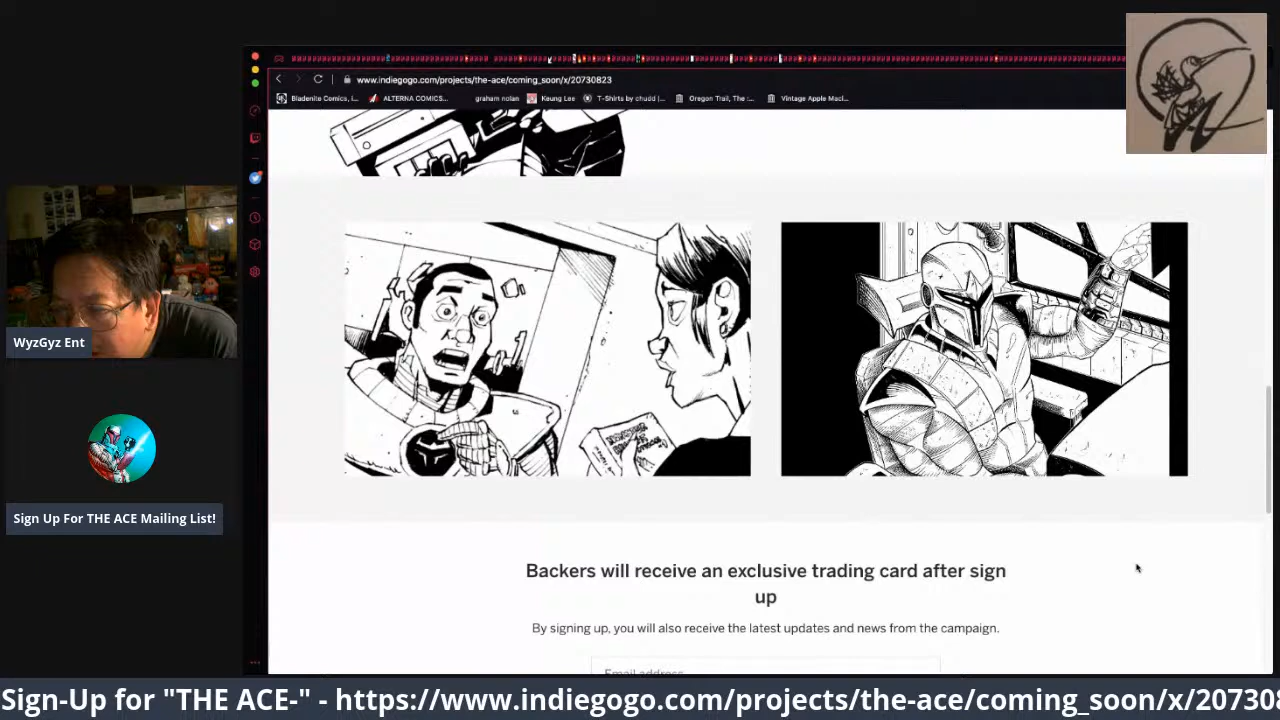 www.indiegogo.com/projects/the-ace/coming_soon/x/20730823
Bladenite Comics, I... ALTERNA COMICS... graham nolan Keung Lee T-Shirts by chudd |... Oregon Trail, The :... Vintage Apple Maci...
WyzGyz Ent
Sign Up For THE ACE Mailing List!
Backers will receive an exclusive trading card after sign
up
By signing up, you will also receive the latest updates and news from the campaign.
Email address
Sign-Up for "THE ACE-" - https://www.indiegogo.com/projects/the-ace/coming_soon/x/207308